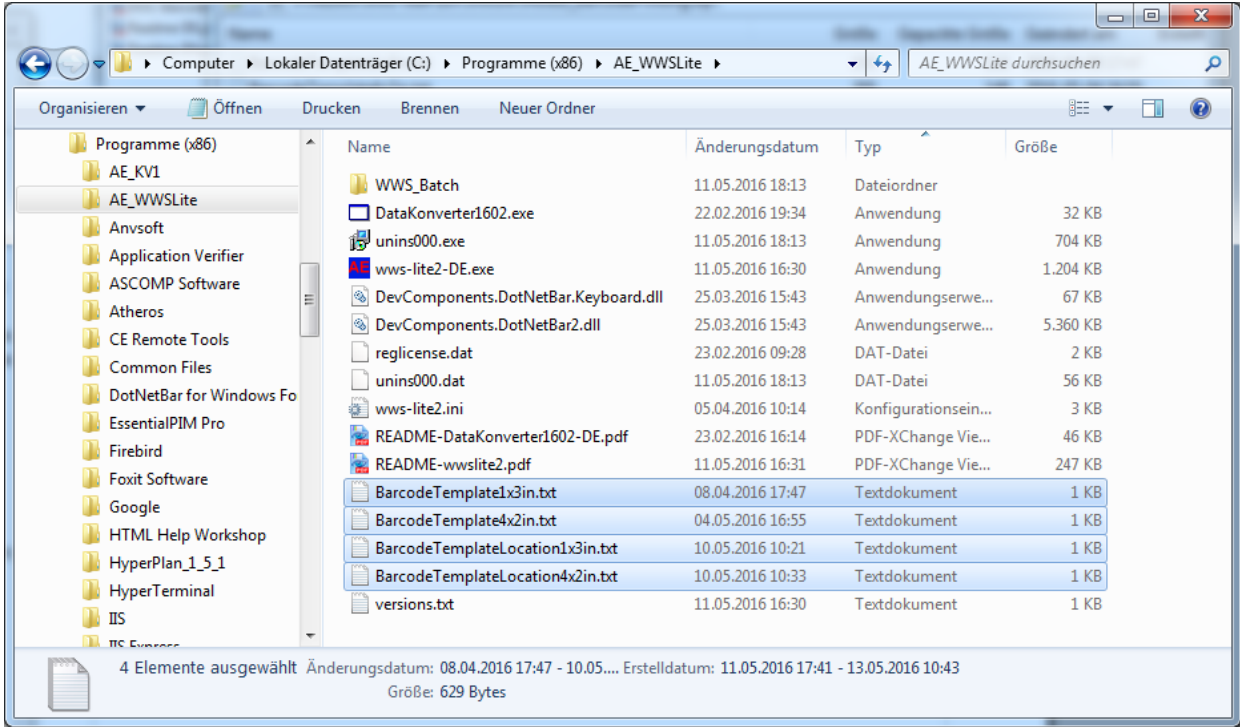 Computer ▸ Lokaler Datenträger (C:) ▸ Programme (x86) ▸ AE_WWSLite ▸ AE_WWSLite durchsuchen
Organisieren Öffnen Drucken Brennen Neuer Ordner
Programme (x86)
AE_KV1
AE_WWSLite
Anvsoft
Application Verifier
ASCOMP Software
Atheros
CE Remote Tools
Common Files
DotNetBar for Windows Fo
EssentialPIM Pro
Firebird
Foxit Software
Google
HTML Help Workshop
HyperPlan_1_5_1
HyperTerminal
IIS
IIS Express
Name Änderungsdatum Typ Größe
WWS_Batch 11.05.2016 18:13 Dateiordner
DataKonverter1602.exe 22.02.2016 19:34 Anwendung 32 KB
unins000.exe 11.05.2016 18:13 Anwendung 704 KB
AE wws-lite2-DE.exe 11.05.2016 16:30 Anwendung 1.204 KB
DevComponents.DotNetBar.Keyboard.dll 25.03.2016 15:43 Anwendungserwe... 67 KB
DevComponents.DotNetBar2.dll 25.03.2016 15:43 Anwendungserwe... 5.360 KB
reglicense.dat 23.02.2016 09:28 DAT-Datei 2 KB
unins000.dat 11.05.2016 18:13 DAT-Datei 56 KB
wws-lite2.ini 05.04.2016 10:14 Konfigurationsein... 3 KB
README-DataKonverter1602-DE.pdf 23.02.2016 16:14 PDF-XChange Vie... 46 KB
README-wwslite2.pdf 11.05.2016 16:31 PDF-XChange Vie... 247 KB
BarcodeTemplate1x3in.txt 08.04.2016 17:47 Textdokument 1 KB
BarcodeTemplate4x2in.txt 04.05.2016 16:55 Textdokument 1 KB
BarcodeTemplateLocation1x3in.txt 10.05.2016 10:21 Textdokument 1 KB
BarcodeTemplateLocation4x2in.txt 10.05.2016 10:33 Textdokument 1 KB
versions.txt 11.05.2016 16:30 Textdokument 1 KB
4 Elemente ausgewählt Änderungsdatum: 08.04.2016 17:47 - 10.05.... Erstelldatum: 11.05.2016 17:41 - 13.05.2016 10:43
Größe: 629 Bytes